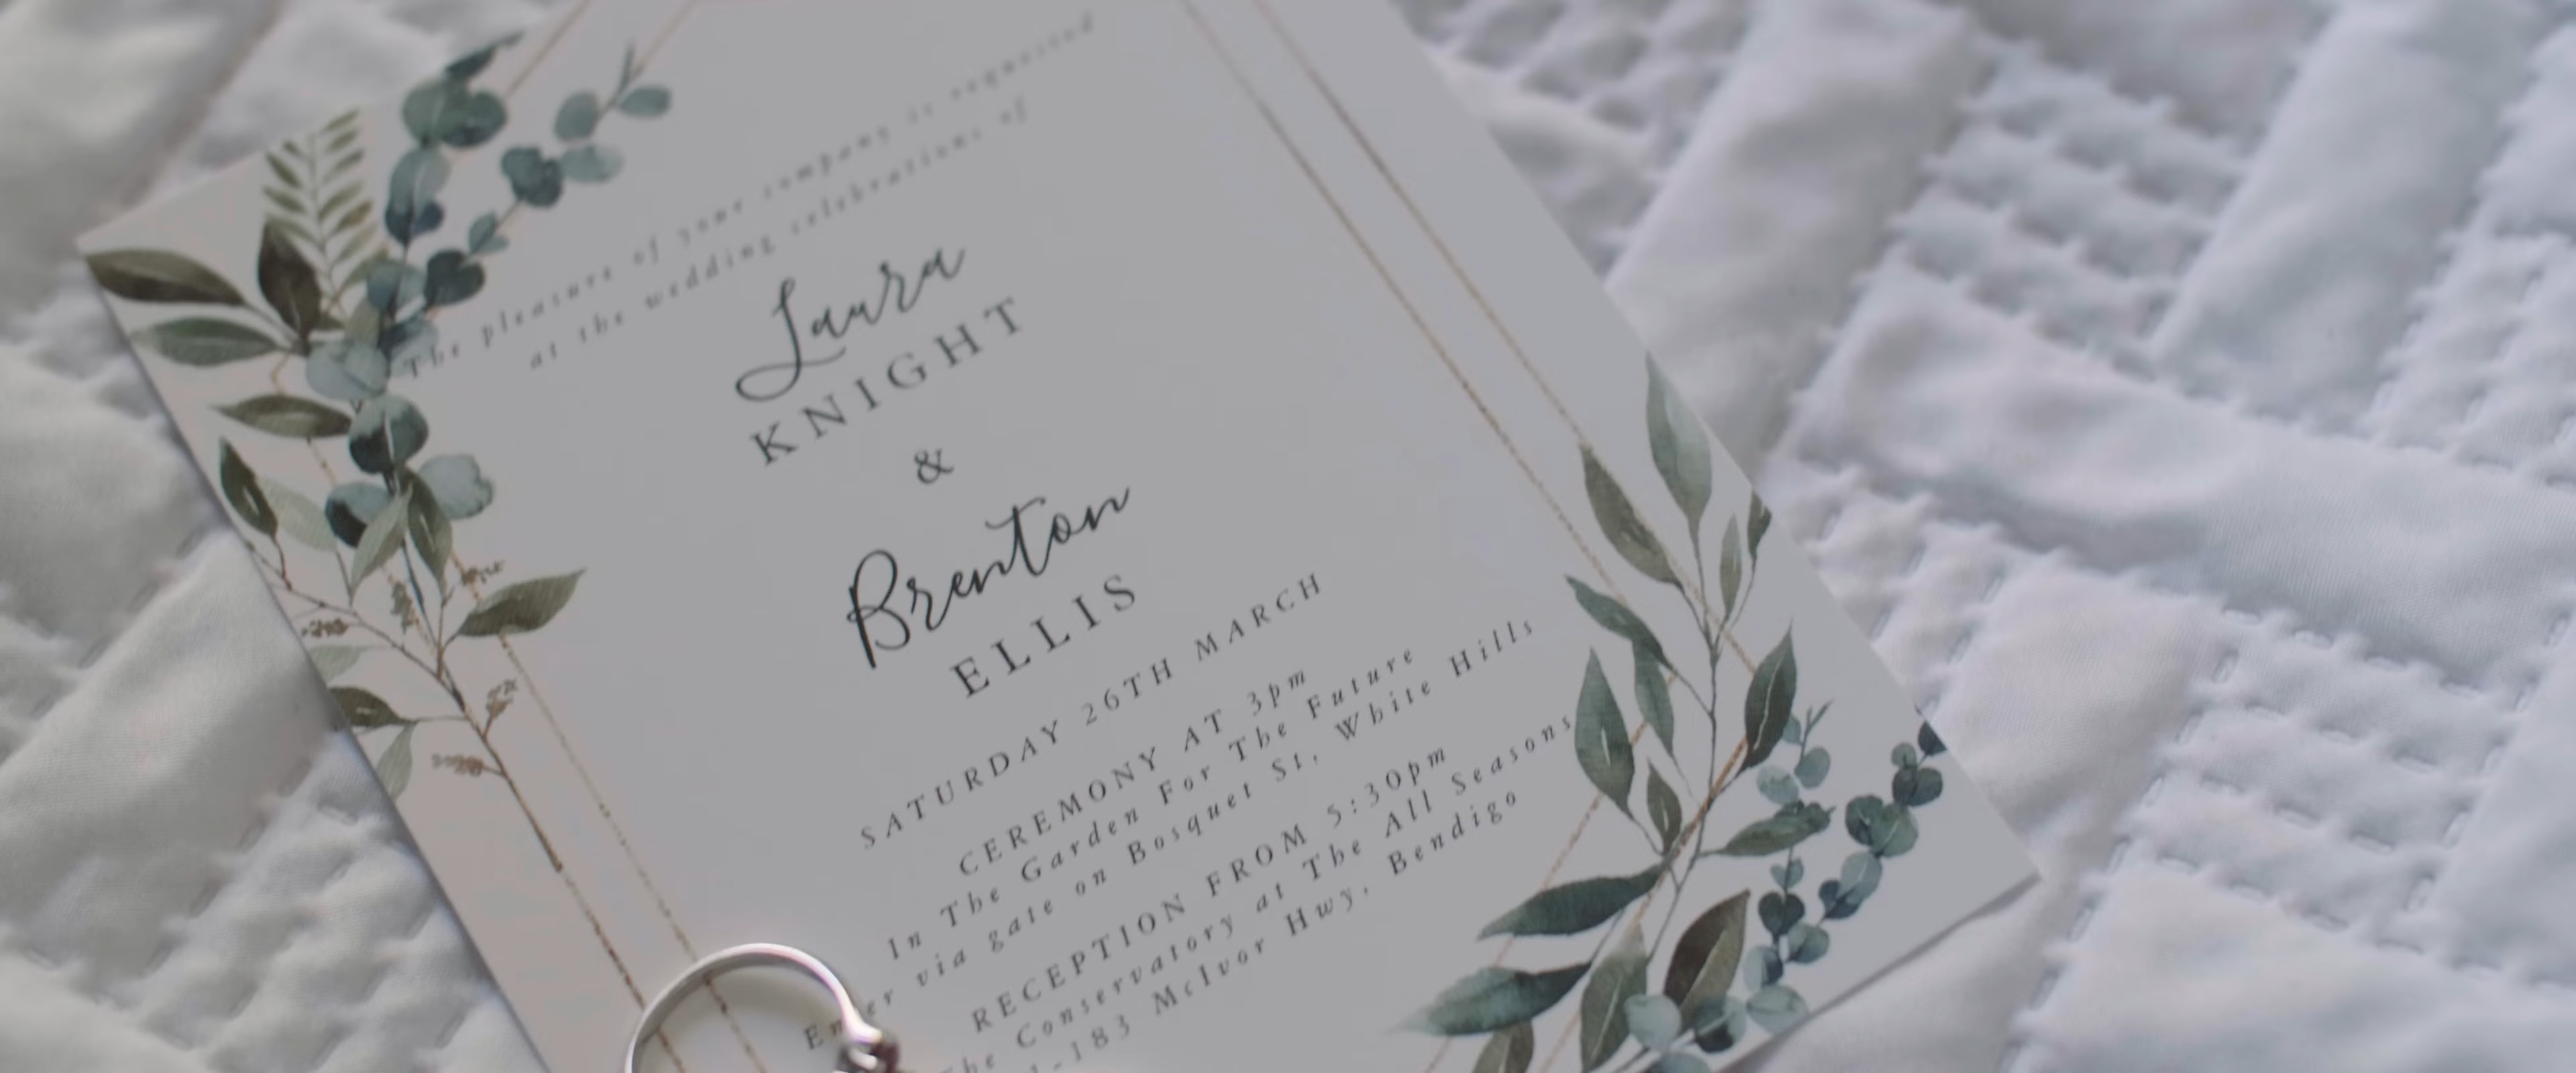 The pleasure of your company is requested
at the wedding celebrations of
Laura
KNIGHT
&
Brenton
ELLIS
SATURDAY 26TH MARCH
CEREMONY AT 3pm
In The Garden For The Future
Enter via gate on Bosquet St, White Hills
RECEPTION FROM 5:30pm
The Conservatory at The All Seasons
183 McIvor Hwy, Bendigo